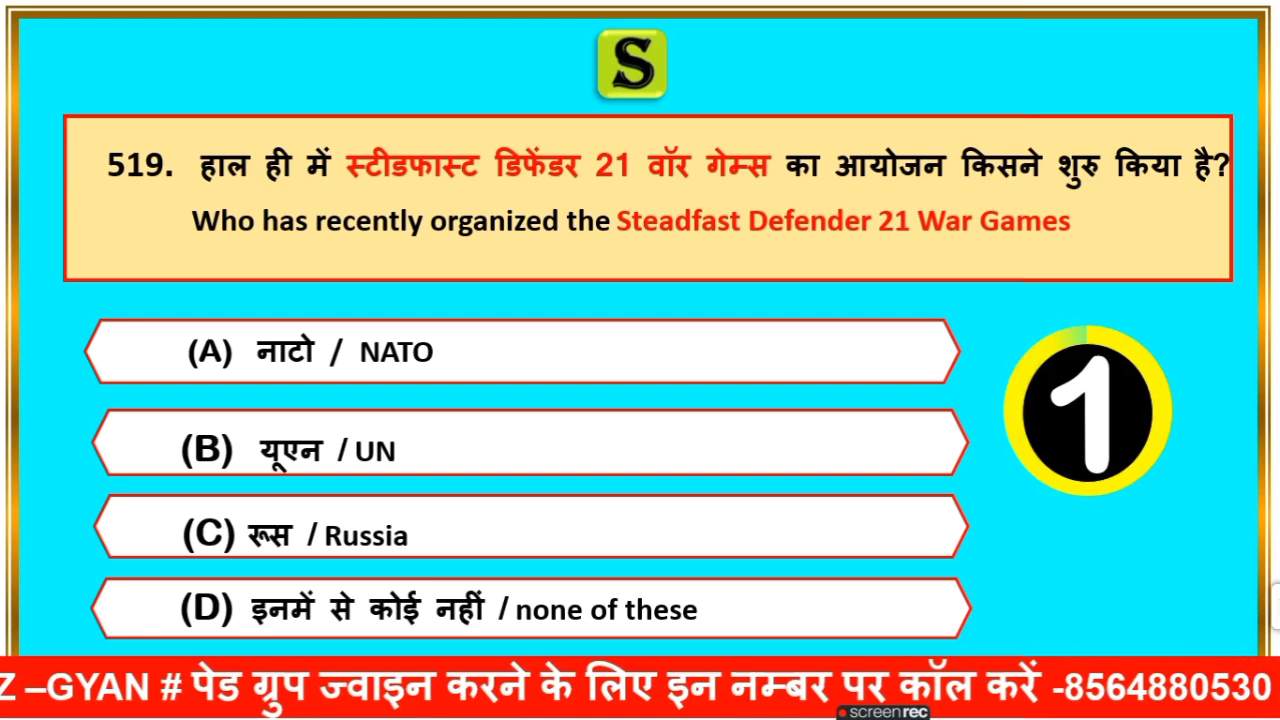 S
519. हाल ही में स्टीडफास्ट डिफेंडर 21 वॉर गेम्स का आयोजन किसने शुरु किया है?
Who has recently organized the Steadfast Defender 21 War Games
(A) नाटो / NATO
1
(B) यूएन / UN
(C) रूस / Russia
(D) इनमें से कोई नहीं / none of these
Z –GYAN # पेड ग्रुप ज्वाइन करने के लिए इन नम्बर पर कॉल करें -8564880530
screenrec